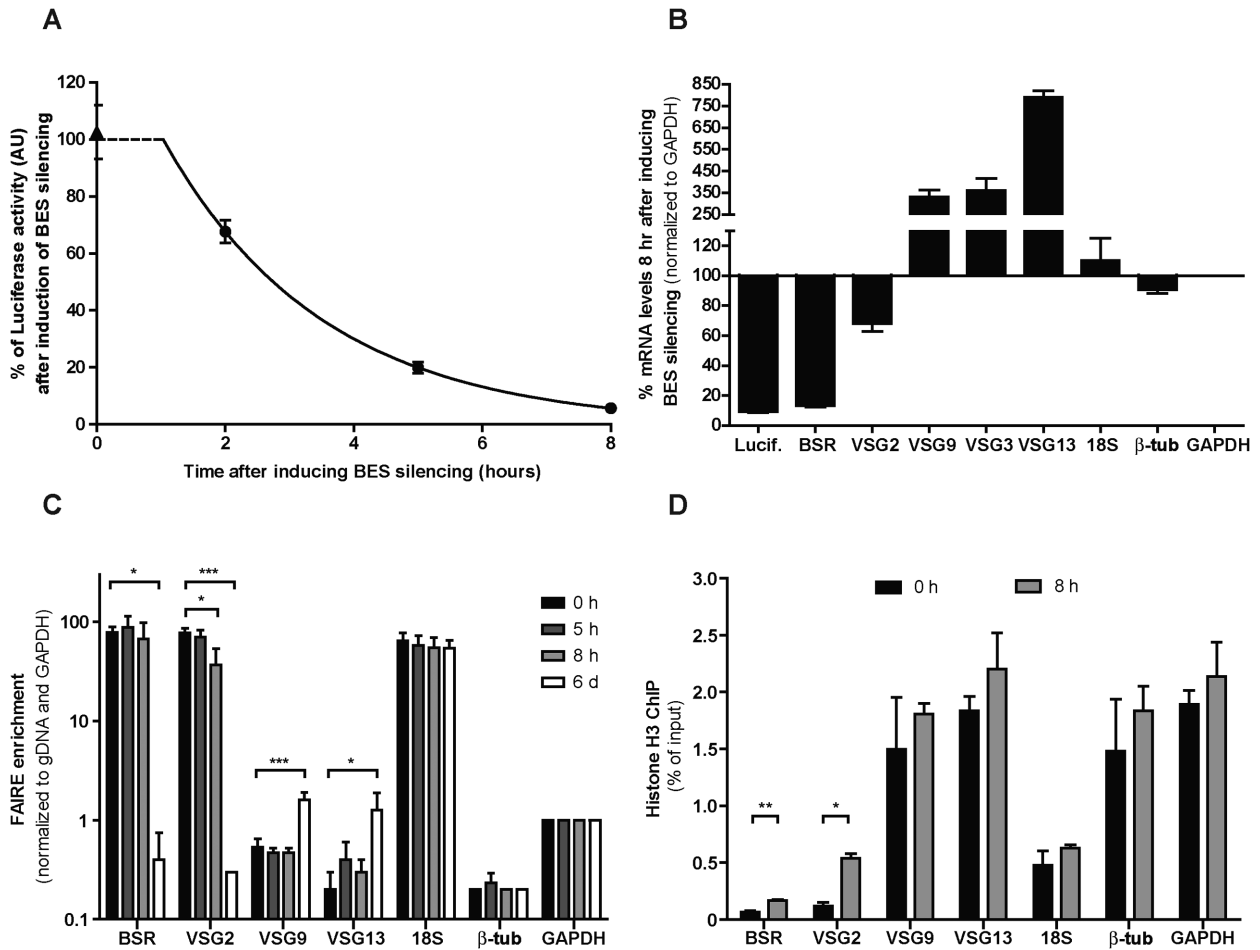 A
% of Luciferase activity (AU)
after induction of BES silencing
120
100
80
60
40
20
0
0
2
4
6
8
Time after inducing BES silencing (hours)
B
% mRNA levels 8 hr after inducing
BES silencing (normalized to GAPDH)
850
750
650
550
450
350
250
120
100
80
60
40
20
0
Lucif.
BSR
VSG2
VSG9
VSG3
VSG13
18S
β-tub
GAPDH
C
FAIRE enrichment
(normalized to gDNA and GAPDH)
100
10
1
0.1
*
***
*
***
*
0 h
5 h
8 h
6 d
BSR
VSG2
VSG9
VSG13
18S
β-tub
GAPDH
D
Histone H3 ChIP
(% of input)
3.0
2.5
2.0
1.5
1.0
0.5
0
0 h
8 h
**
*
BSR
VSG2
VSG9
VSG13
18S
β-tub
GAPDH